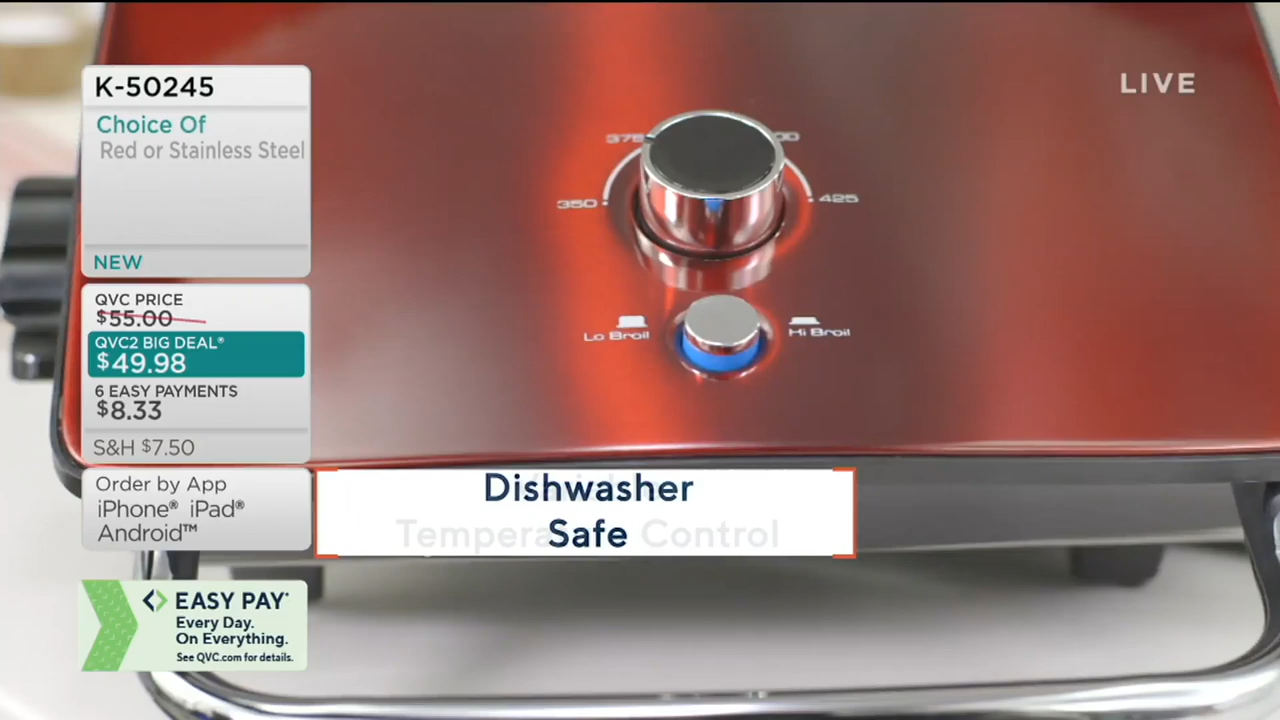 K-50245
Choice Of
Red or Stainless Steel
NEW
QVC PRICE
$55.00
QVC2 BIG DEAL®
$49.98
6 EASY PAYMENTS
$8.33
S&H $7.50
Order by App
iPhone® iPad®
Android™
EASY PAY®
Every Day.
On Everything.
See QVC.com for details.
LIVE
375
350
425
Lo Broil
Hi Broil
Dishwasher
Safe
Control